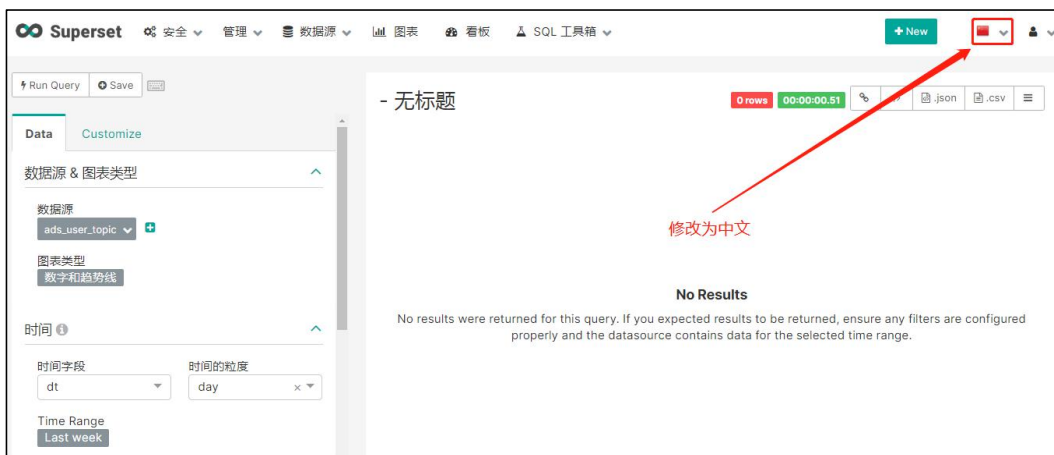 Superset 安全 管理 数据源 图表 看板 SQL 工具箱 + New
Run Query Save
- 无标题 0 rows 00:00:00.51 .json .csv
Data Customize
数据源 & 图表类型
数据源
ads_user_topic
图表类型
数字和趋势线
修改为中文
No Results
No results were returned for this query. If you expected results to be returned, ensure any filters are configured
properly and the datasource contains data for the selected time range.
时间
时间字段 时间的粒度
dt day
Time Range
Last week